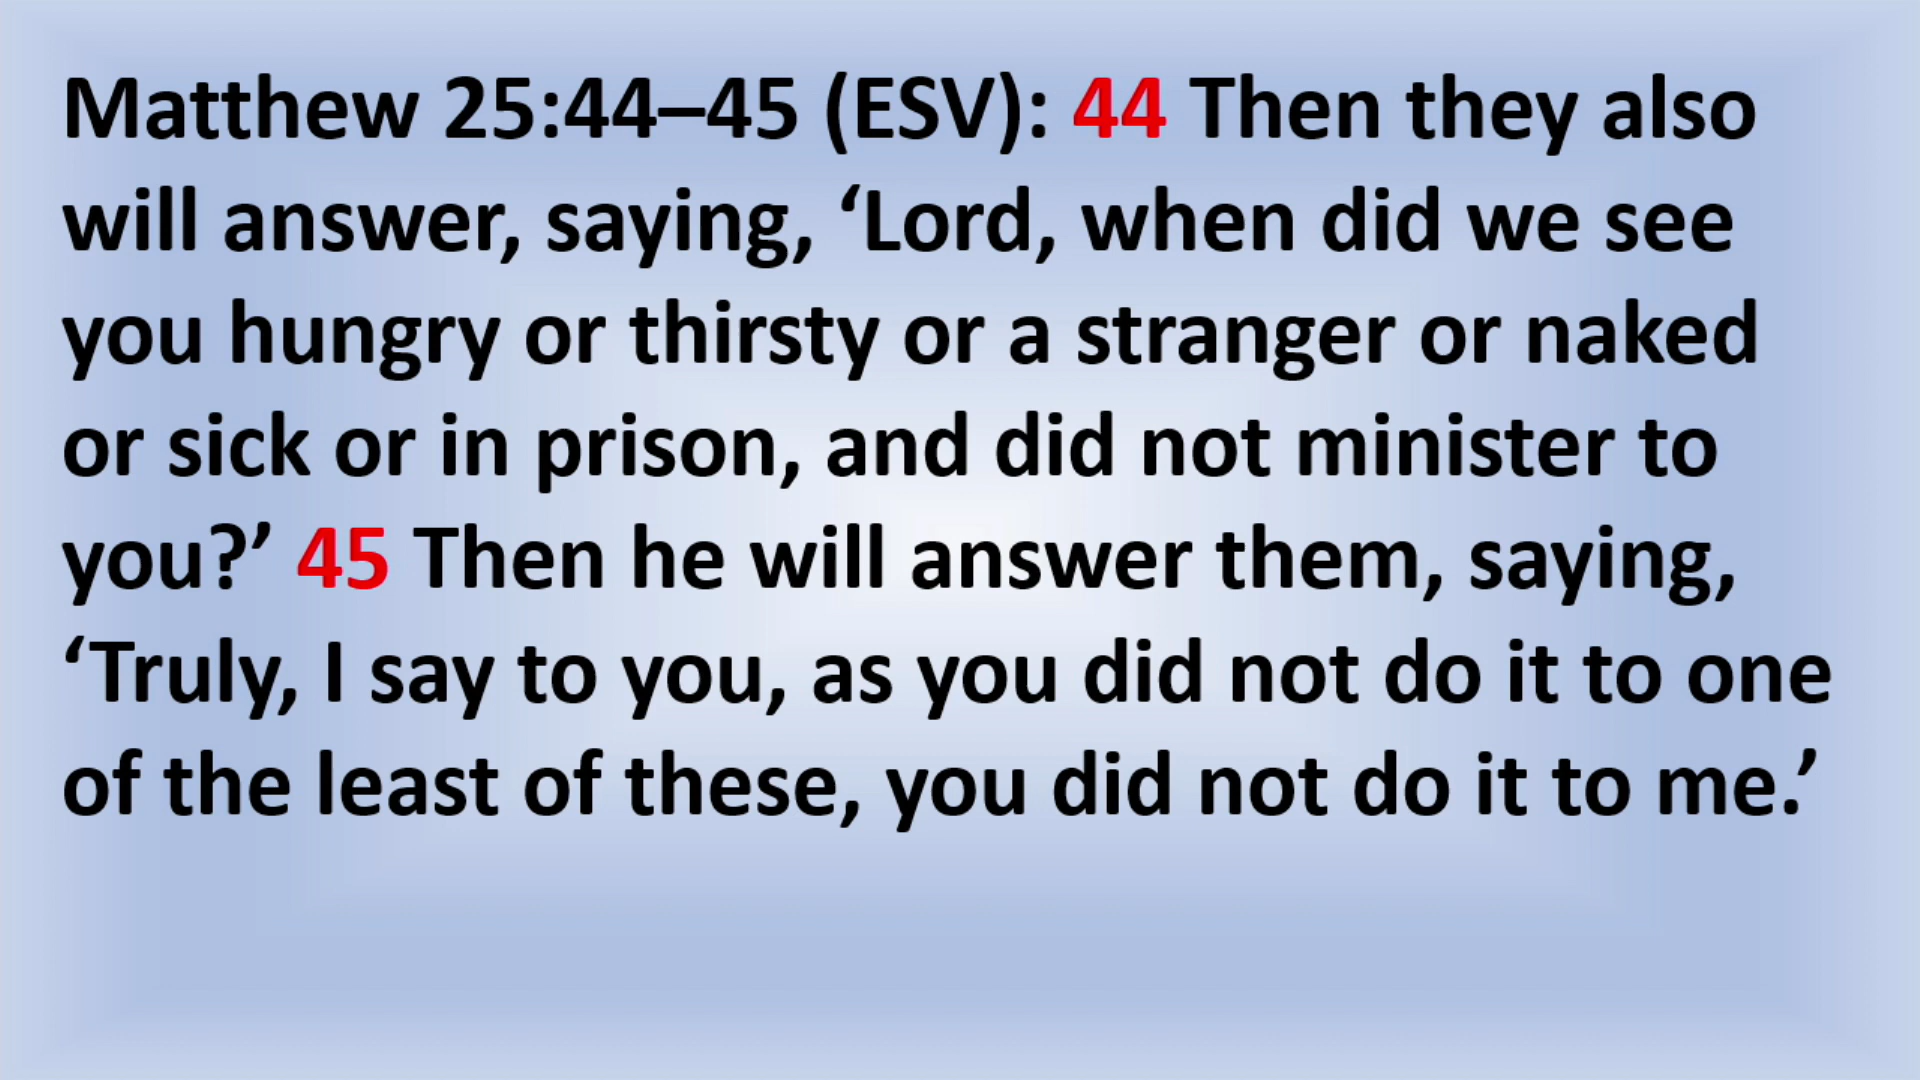 Matthew 25:44–45 (ESV): 44 Then they also
will answer, saying, ‘Lord, when did we see
you hungry or thirsty or a stranger or naked
or sick or in prison, and did not minister to
you?’ 45 Then he will answer them, saying,
‘Truly, I say to you, as you did not do it to one
of the least of these, you did not do it to me.’